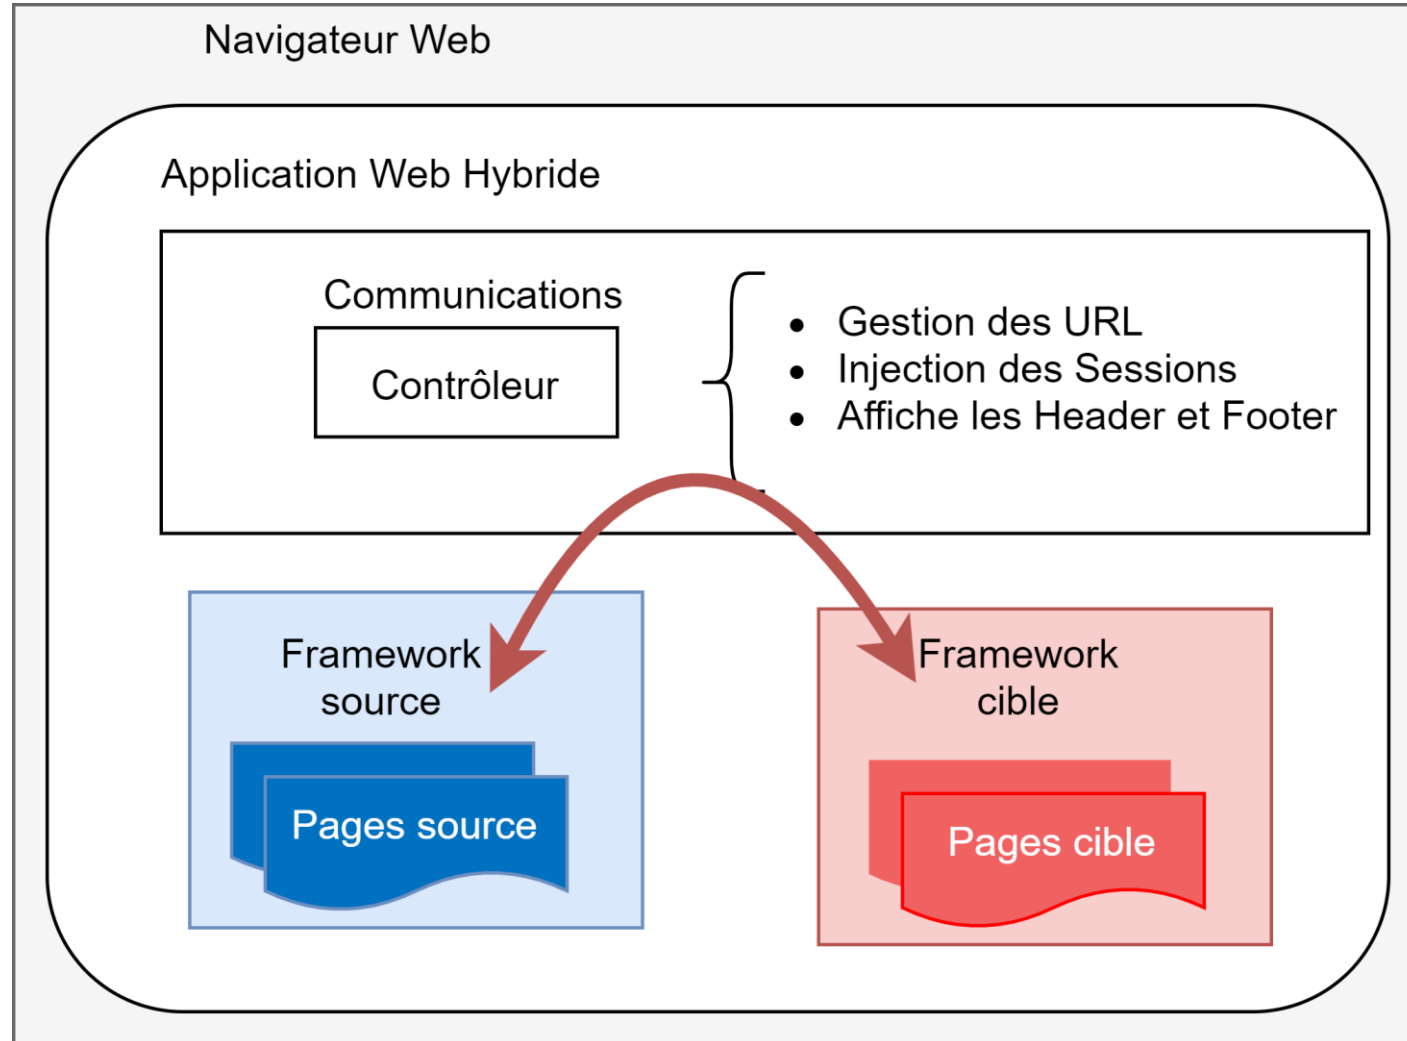 Navigateur Web
Application Web Hybride
Communications
Contrôleur
• Gestion des URL
• Injection des Sessions
• Affiche les Header et Footer
Framework
source
Pages source
Framework
cible
Pages cible